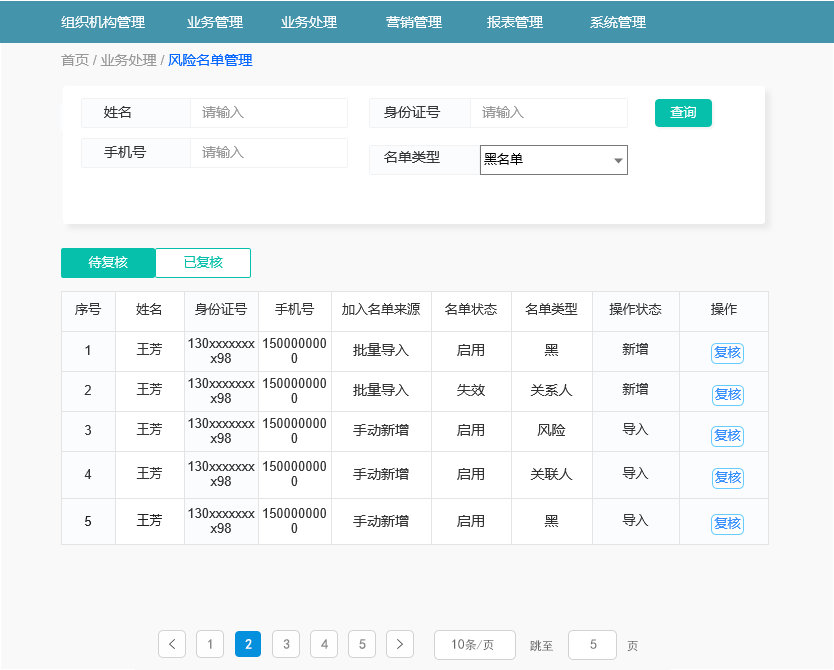 组织机构管理 业务管理 业务处理 营销管理 报表管理 系统管理
首页 / 业务处理 / 风险名单管理
姓名 请输入 身份证号 请输入 查询
手机号 请输入 名单类型 黑名单
待复核 已复核
序号 姓名 身份证号 手机号 加入名单来源 名单状态 名单类型 操作状态 操作
1 王芳 130xxxxxxxx98 1500000000 批量导入 启用 黑 新增 复核
2 王芳 130xxxxxxxx98 1500000000 批量导入 失效 关系人 新增 复核
3 王芳 130xxxxxxxx98 1500000000 手动新增 启用 风险 导入 复核
4 王芳 130xxxxxxxx98 1500000000 手动新增 启用 关联人 导入 复核
5 王芳 130xxxxxxxx98 1500000000 手动新增 启用 黑 导入 复核
< 1 2 3 4 5 > 10条/页 跳至 5 页